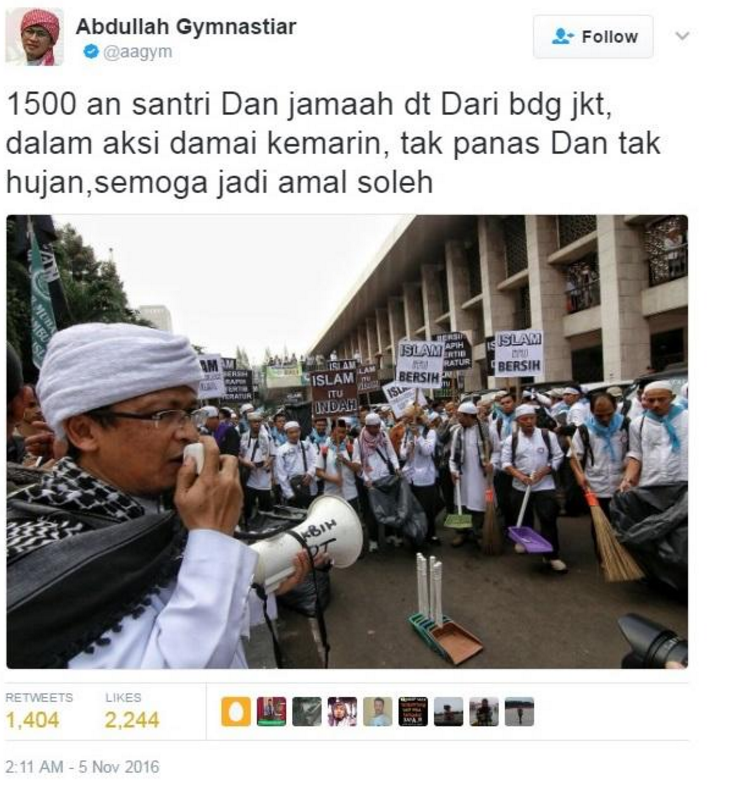 Abdullah Gymnastiar
@aagym
Follow
1500 an santri Dan jamaah dt Dari bdg jkt,
dalam aksi damai kemarin, tak panas Dan tak
hujan,semoga jadi amal soleh
ISLAM
ITU
INDAH
ISLAM
ITU
BERSIH
ISLAM
ITU
BERSIH
KBIH
DT
RETWEETS
1,404
LIKES
2,244
2:11 AM - 5 Nov 2016